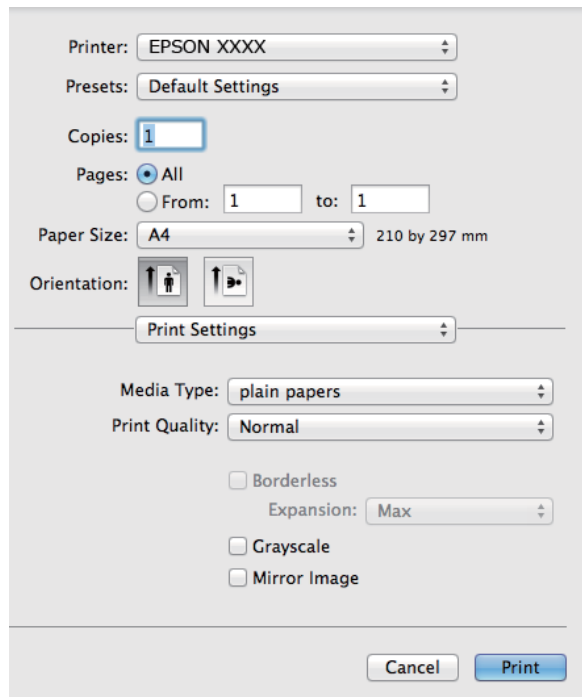 Printer: EPSON XXXX
Presets: Default Settings
Copies: 1
Pages: All
From: 1 to: 1
Paper Size: A4 210 by 297 mm
Orientation:
Print Settings
Media Type: plain papers
Print Quality: Normal
Borderless
Expansion: Max
Grayscale
Mirror Image
Cancel Print